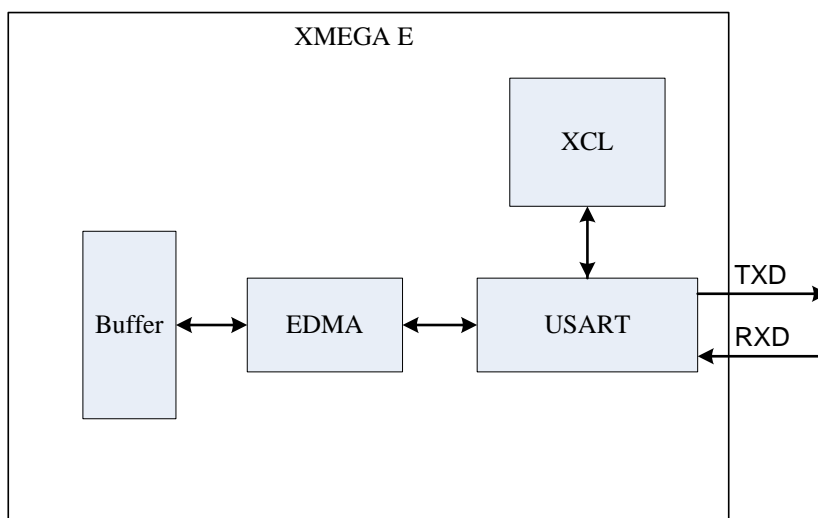 XMEGA E
XCL
TXD
Buffer
EDMA
USART
RXD